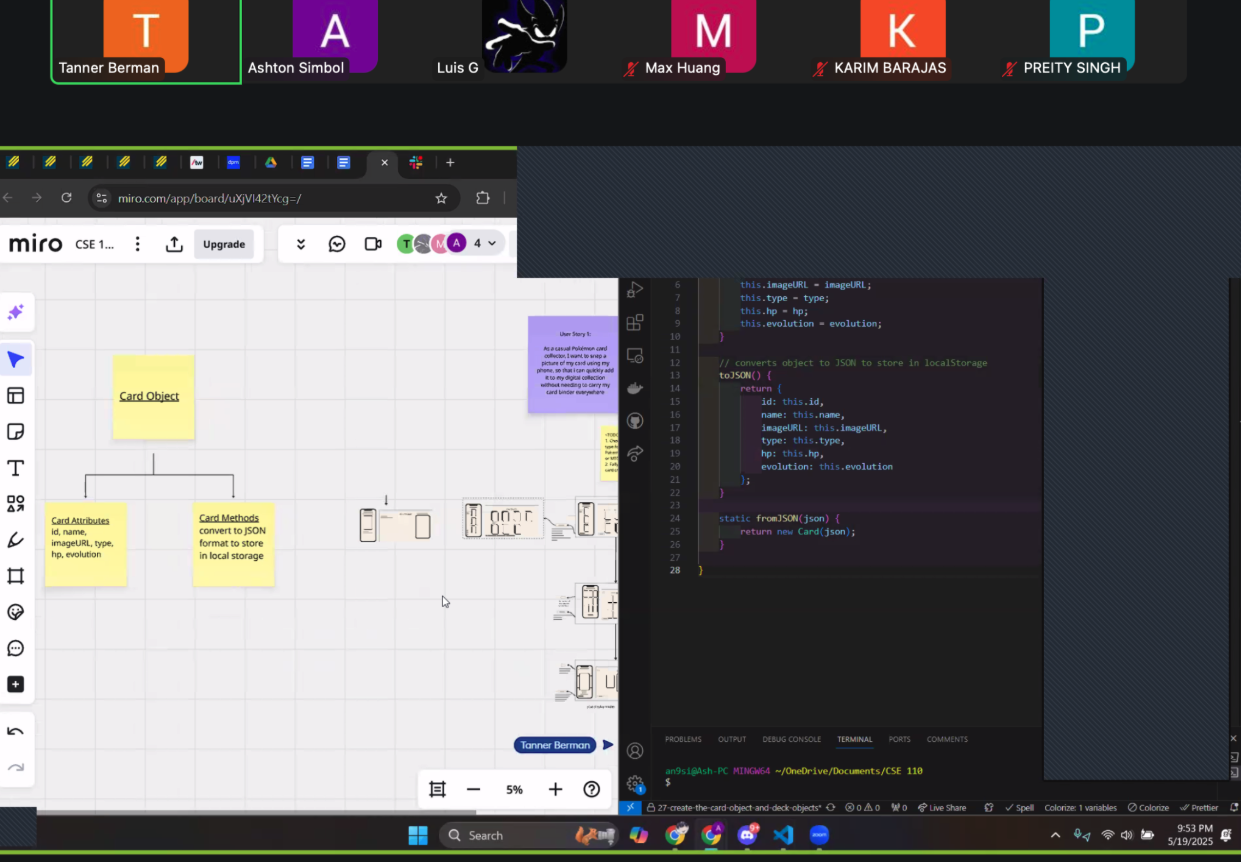 T
A
M
K
P
Tanner Berman
Ashton Simbol
Luis G
Max Huang
KARIM BARAJAS
PREITY SINGH
miro.com/app/board/uXjVI42tYcg=/
miro
CSE 1...
Upgrade
T
M
A
4
User Story 1:
As a casual Pokémon card
collector, I want to snap a
picture of my card using my
phone, so that I can quickly add
it to my digital collection
without needing to carry my
card binder everywhere
Card Object
Card Attributes
id, name,
imageURL, type,
hp, evolution
Card Methods
convert to JSON
format to store
in local storage
Tanner Berman
5%
6 this.imageURL = imageURL;
7 this.type = type;
8 this.hp = hp;
9 this.evolution = evolution;
10 }
11
12 // converts object to JSON to store in localStorage
13 toJSON() {
14 return {
15 id: this.id,
16 name: this.name,
17 imageURL: this.imageURL,
18 type: this.type,
19 hp: this.hp,
20 evolution: this.evolution
21 };
22 }
23
24 static fromJSON(json) {
25 return new Card(json);
26 }
27
28 }
PROBLEMS OUTPUT DEBUG CONSOLE TERMINAL PORTS COMMENTS
an9si@Ash-PC MINGW64 ~/OneDrive/Documents/CSE 110
$
27-create-the-card-object-and-deck-objects* 0 0 0 Live Share Spell Colorize: 1 variables Colorize Prettier
Search
9:53 PM
5/19/2025